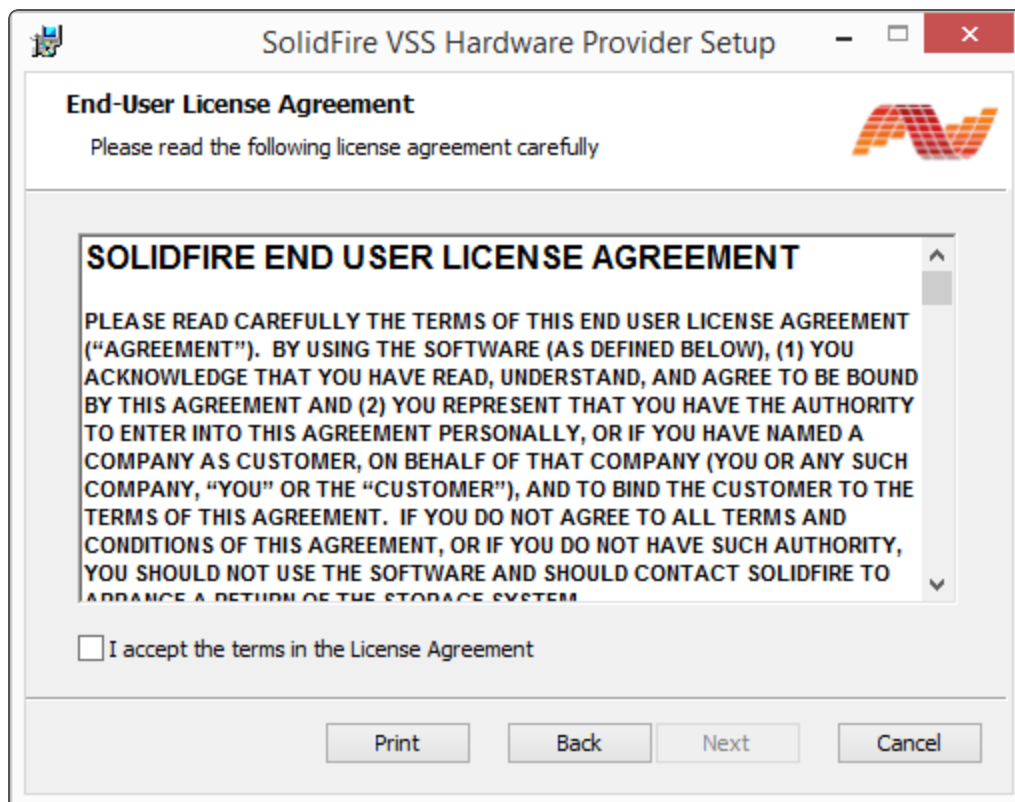 SolidFire VSS Hardware Provider Setup
End-User License Agreement
Please read the following license agreement carefully
SOLIDFIRE END USER LICENSE AGREEMENT
PLEASE READ CAREFULLY THE TERMS OF THIS END USER LICENSE AGREEMENT
(“AGREEMENT”).  BY USING THE SOFTWARE (AS DEFINED BELOW), (1) YOU
ACKNOWLEDGE THAT YOU HAVE READ, UNDERSTAND, AND AGREE TO BE BOUND
BY THIS AGREEMENT AND (2) YOU REPRESENT THAT YOU HAVE THE AUTHORITY
TO ENTER INTO THIS AGREEMENT PERSONALLY, OR IF YOU HAVE NAMED A
COMPANY AS CUSTOMER, ON BEHALF OF THAT COMPANY (YOU OR ANY SUCH
COMPANY, “YOU” OR THE “CUSTOMER”), AND TO BIND THE CUSTOMER TO THE
TERMS OF THIS AGREEMENT.  IF YOU DO NOT AGREE TO ALL TERMS AND
CONDITIONS OF THIS AGREEMENT, OR IF YOU DO NOT HAVE SUCH AUTHORITY,
YOU SHOULD NOT USE THE SOFTWARE AND SHOULD CONTACT SOLIDFIRE TO
ARRANGE A RETURN OF THE STORAGE SYSTEM
I accept the terms in the License Agreement
Print Back Next Cancel